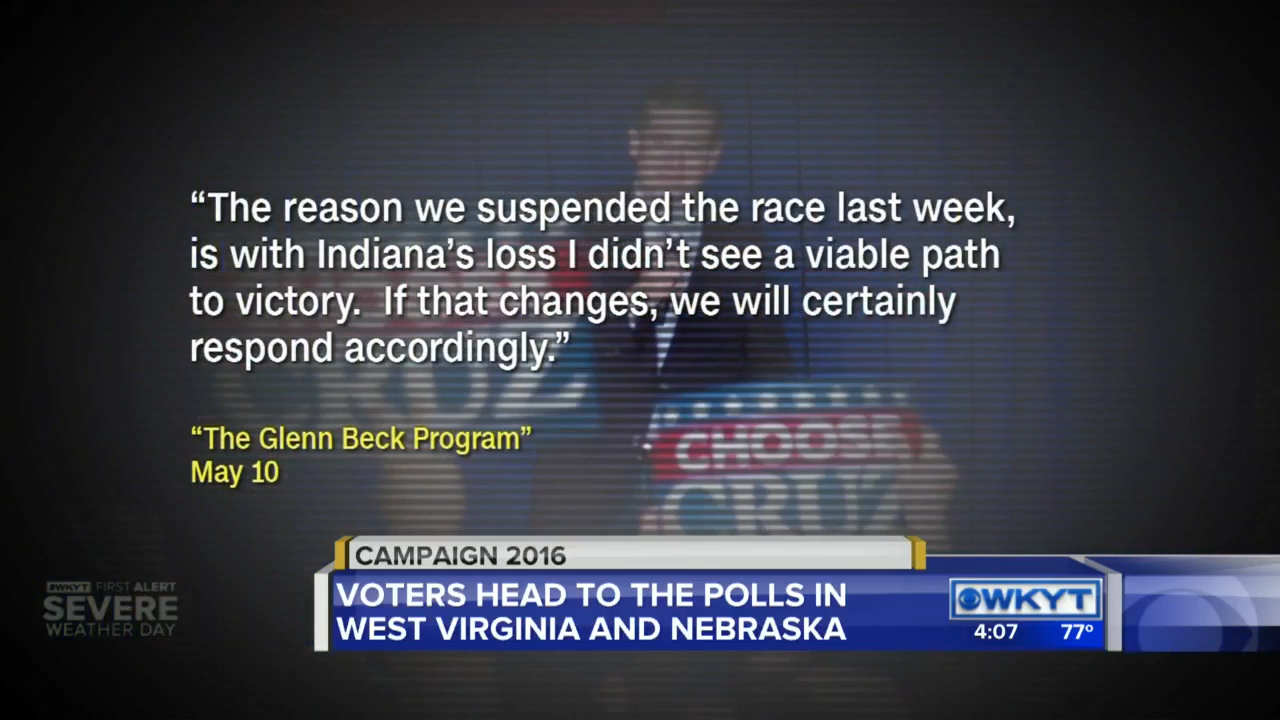 “The reason we suspended the race last week,
is with Indiana’s loss I didn’t see a viable path
to victory. If that changes, we will certainly
respond accordingly.”
“The Glenn Beck Program”
May 10
CHOOSE
CRUZ
CRUZ
CAMPAIGN 2016
VOTERS HEAD TO THE POLLS IN
WEST VIRGINIA AND NEBRASKA
WKYT
4:07 77°
WKYT FIRST ALERT
SEVERE
WEATHER DAY